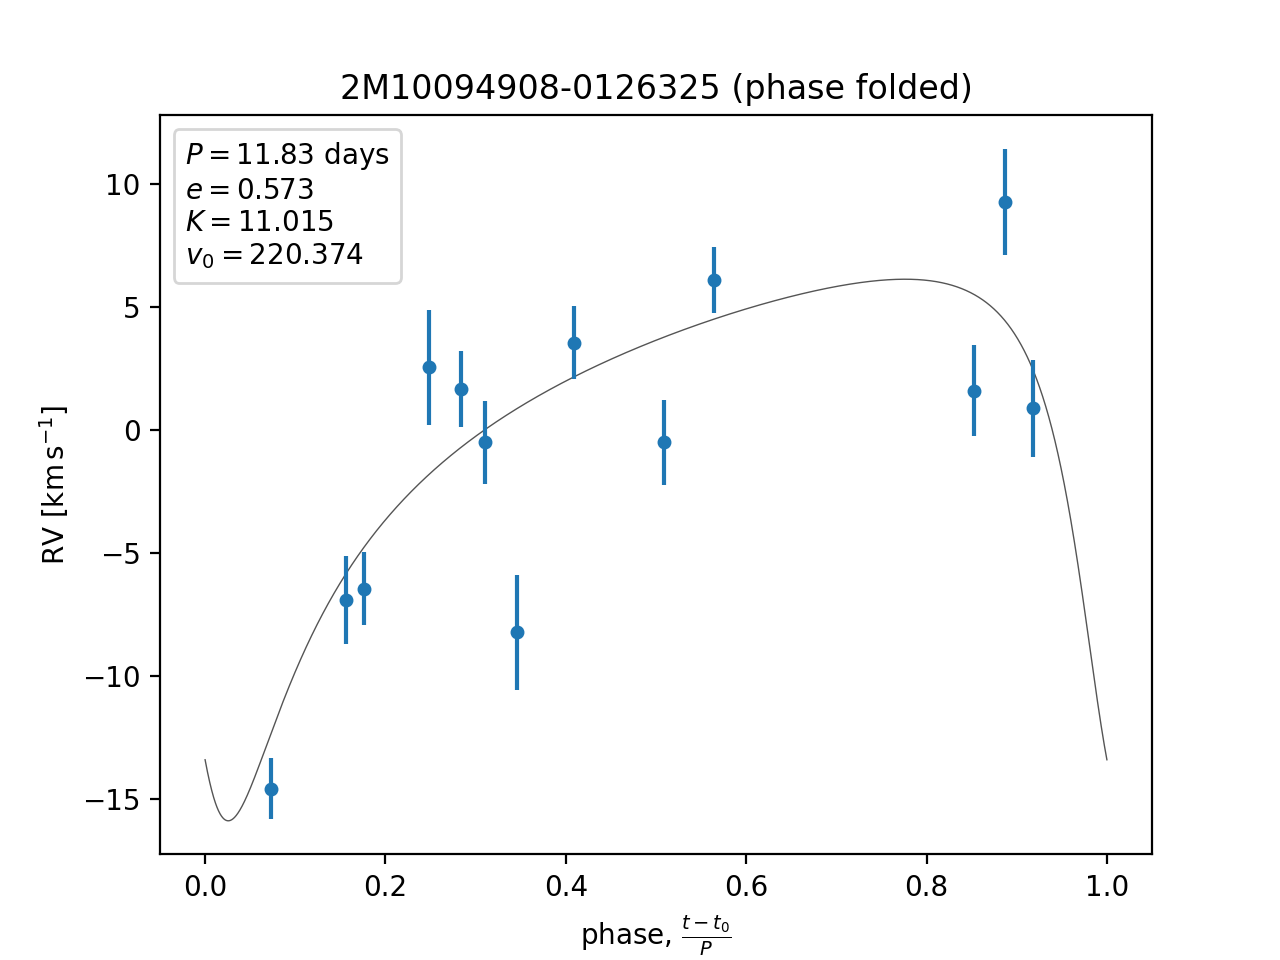 2M10094908-0126325 (phase folded)
P = 11.83 days
e = 0.573
K = 11.015
v₀ = 220.374
10
5
0
−5
−10
−15
RV [km s⁻¹]
0.0 0.2 0.4 0.6 0.8 1.0
phase, (t − t₀)/P